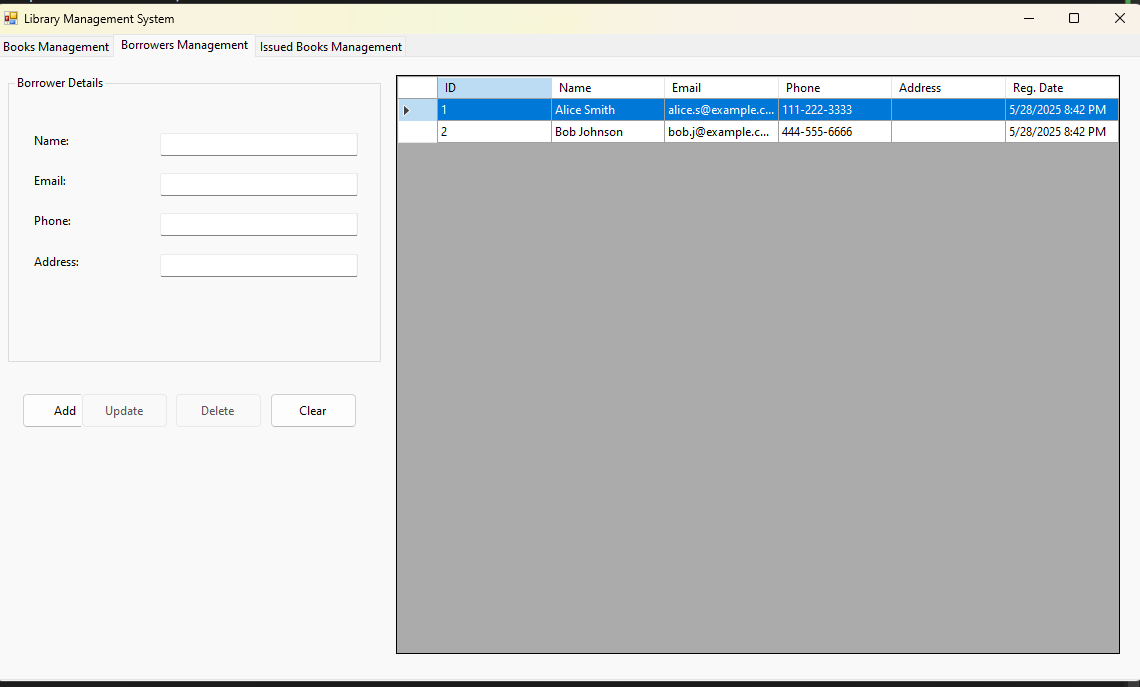 Library Management System
Books Management Borrowers Management Issued Books Management
Borrower Details
Name:
Email:
Phone:
Address:
Add Update Delete Clear
ID Name Email Phone Address Reg. Date
1 Alice Smith alice.s@example.c... 111-222-3333 5/28/2025 8:42 PM
2 Bob Johnson bob.j@example.c... 444-555-6666 5/28/2025 8:42 PM